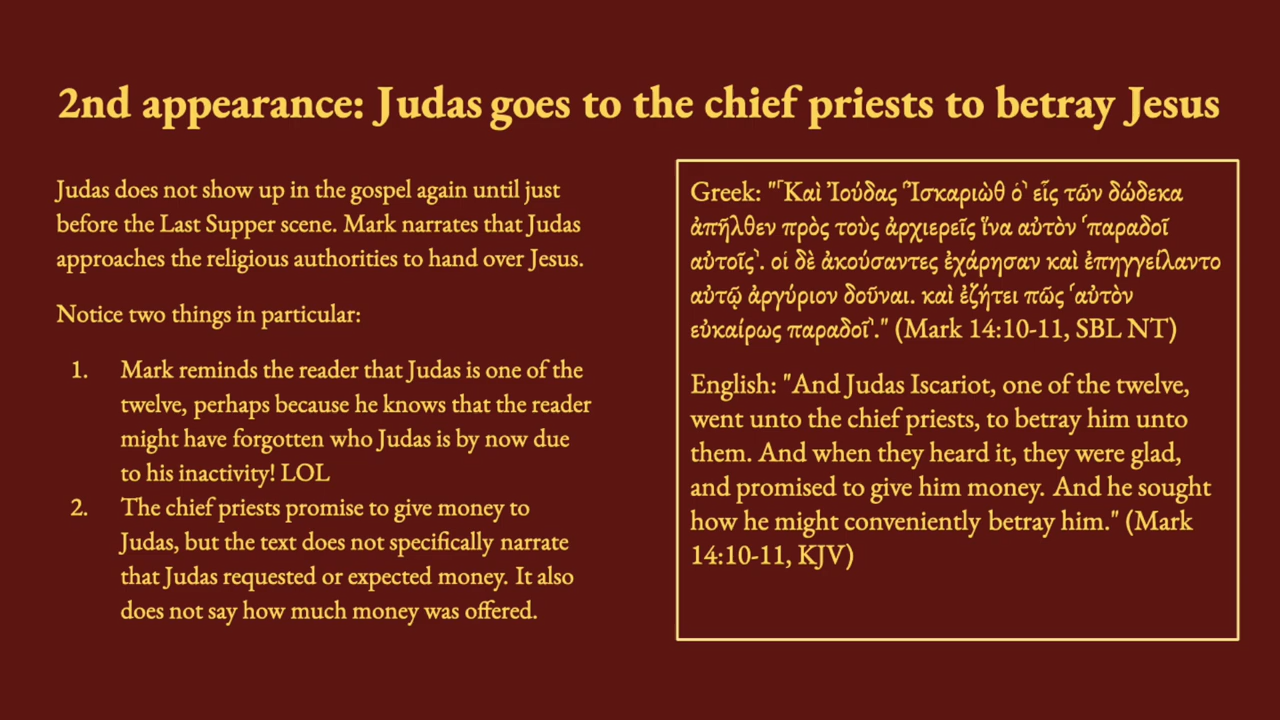 2nd appearance: Judas goes to the chief priests to betray Jesus
Judas does not show up in the gospel again until just
before the Last Supper scene. Mark narrates that Judas
approaches the religious authorities to hand over Jesus.
Notice two things in particular:
1. Mark reminds the reader that Judas is one of the
twelve, perhaps because he knows that the reader
might have forgotten who Judas is by now due
to his inactivity! LOL
2. The chief priests promise to give money to
Judas, but the text does not specifically narrate
that Judas requested or expected money. It also
does not say how much money was offered.
Greek: "⸀Καὶ Ἰούδας ⸂Ἰσκαριὼθ ὁ⸃ εἷς τῶν δώδεκα
ἀπῆλθεν πρὸς τοὺς ἀρχιερεῖς ἵνα αὐτὸν ⸂παραδοῖ
αὐτοῖς⸃. οἱ δὲ ἀκούσαντες ἐχάρησαν καὶ ἐπηγγείλαντο
αὐτῷ ἀργύριον δοῦναι. καὶ ἐζήτει πῶς ⸂αὐτὸν
εὐκαίρως παραδοῖ⸃." (Mark 14:10-11, SBL NT)
English: "And Judas Iscariot, one of the twelve,
went unto the chief priests, to betray him unto
them. And when they heard it, they were glad,
and promised to give him money. And he sought
how he might conveniently betray him." (Mark
14:10-11, KJV)